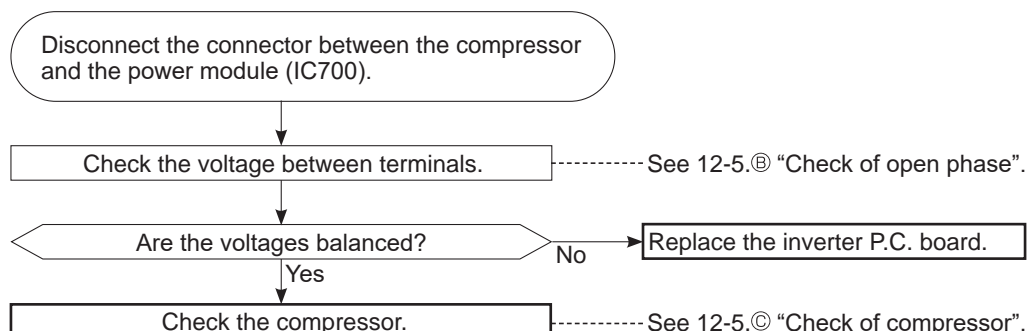 Disconnect the connector between the compressor
and the power module (IC700).
Check the voltage between terminals.
See 12-5.Ⓑ “Check of open phase”.
Are the voltages balanced?
No
Replace the inverter P.C. board.
Yes
Check the compressor.
See 12-5.Ⓒ “Check of compressor”.